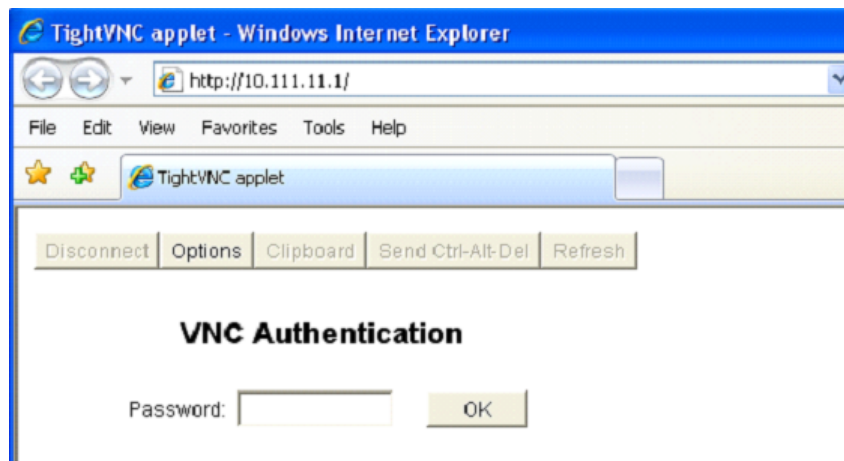 TightVNC applet - Windows Internet Explorer
http://10.111.11.1/
File Edit View Favorites Tools Help
TightVNC applet
Disconnect Options Clipboard Send Ctrl-Alt-Del Refresh
VNC Authentication
Password: OK